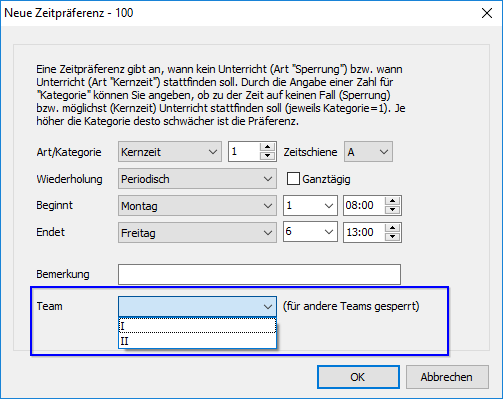 Neue Zeitpräferenz - 100
Eine Zeitpräferenz gibt an, wann kein Unterricht (Art "Sperrung") bzw. wann
Unterricht (Art "Kernzeit") stattfinden soll. Durch die Angabe einer Zahl für
"Kategorie" können Sie angeben, ob zu der Zeit auf keinen Fall (Sperrung)
bzw. möglichst (Kernzeit) Unterricht stattfinden soll (jeweils Kategorie=1). Je
höher die Kategorie desto schwächer ist die Präferenz.
Art/Kategorie Kernzeit 1 Zeitschiene A
Wiederholung Periodisch Ganztägig
Beginnt Montag 1 08:00
Endet Freitag 6 13:00
Bemerkung
Team (für andere Teams gesperrt)
I
II
OK Abbrechen